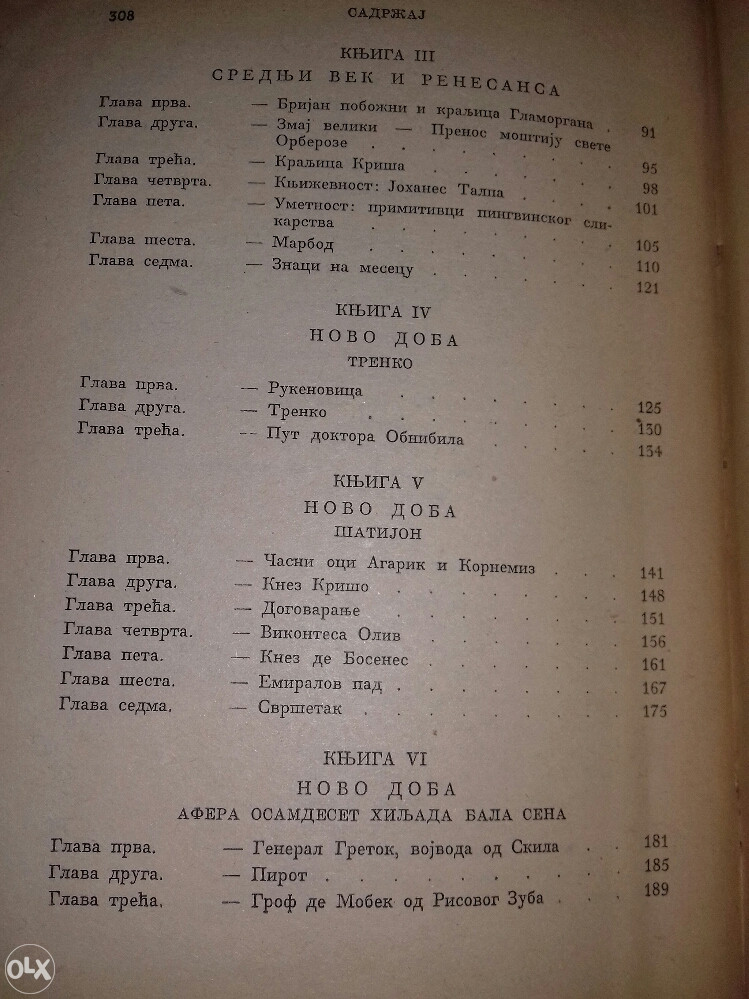 308 САДРЖАЈ
КЊИГА III
СРЕДЊИ ВЕК И РЕНЕСАНСА
Глава прва. — Бријан побожни и краљица Гламоргана . 91
Глава друга. — Змај велики — Пренос моштију свете
Орберозе . . . . . . . 95
Глава трећа. — Краљица Криша . . . . . 98
Глава четврта. — Књижевност: Јоханес Талпа . . . 101
Глава пета. — Уметност: примитивци пингвинског сли-
карства . . . . . . . 105
Глава шеста. — Марбод . . . . . . . 110
Глава седма. — Знаци на месецу . . . . . 121
КЊИГА IV
НОВО ДОБА
ТРЕНКО
Глава прва. — Рукеновица . . . . . . 125
Глава друга. — Тренко . . . . . . . 130
Глава трећа. — Пут доктора Обнибила . . . . 134
КЊИГА V
НОВО ДОБА
ШАТИЈОН
Глава прва. — Часни оци Агарик и Корнемиз . . . 141
Глава друга. — Кнез Кришо . . . . . . 148
Глава трећа. — Договарање . . . . . . 151
Глава четврта. — Виконтеса Олив . . . . . 156
Глава пета. — Кнез де Босенес . . . . . 161
Глава шеста. — Емиралов пад . . . . . . 167
Глава седма. — Свршетак . . . . . . . 175
КЊИГА VI
НОВО ДОБА
АФЕРА ОСАМДЕСЕТ ХИЉАДА БАЛА СЕНА
Глава прва. — Генерал Греток, војвода од Скила . . 181
Глава друга. — Пирот . . . . . . . . 185
Глава трећа. — Гроф де Мобек од Рисовог Зуба . . . 189
OLX